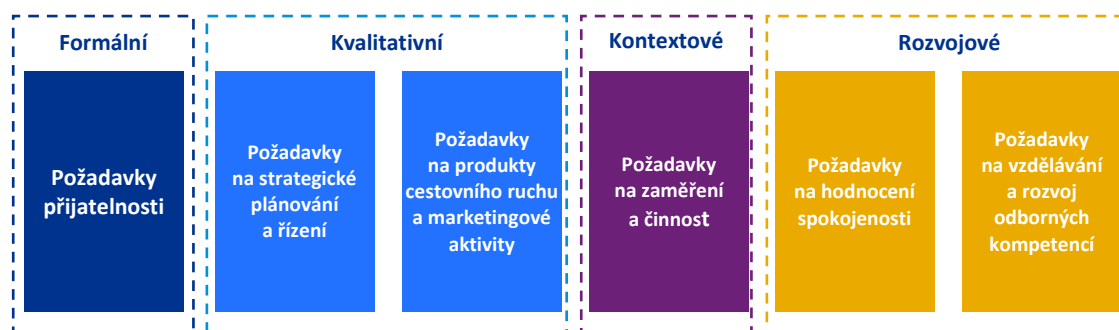 Formální
Kvalitativní
Kontextové
Rozvojové
Požadavky
přijatelnosti
Požadavky
na strategické
plánování
a řízení
Požadavky
na produkty
cestovního ruchu
a marketingové
aktivity
Požadavky
na zaměření
a činnost
Požadavky
na hodnocení
spokojenosti
Požadavky
na vzdělávání
a rozvoj
odborných
kompetencí